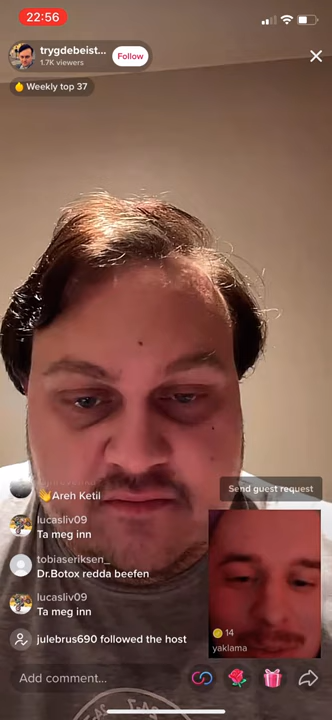 22:56
trygdebeist...
1.7K viewers
Follow
Weekly top 37
👋Areh Ketil
Send guest request
lucasliv09
Ta meg inn
tobiaseriksen_
Dr.Botox redda beefen
lucasliv09
Ta meg inn
14
yaklama
julebrus690 followed the host
Add comment...